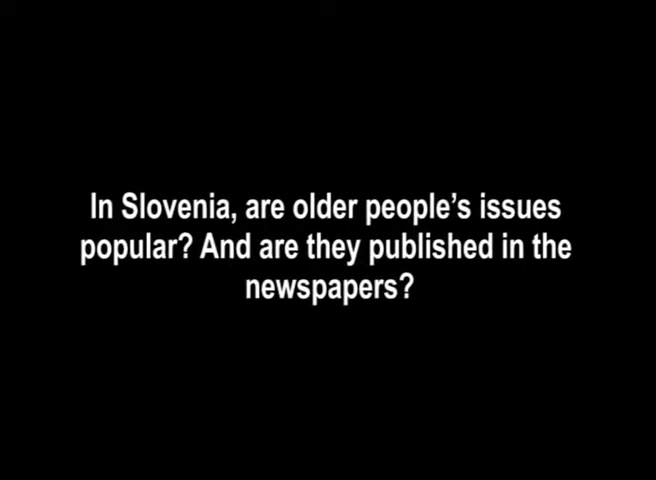 In Slovenia, are older people’s issues
popular? And are they published in the
newspapers?